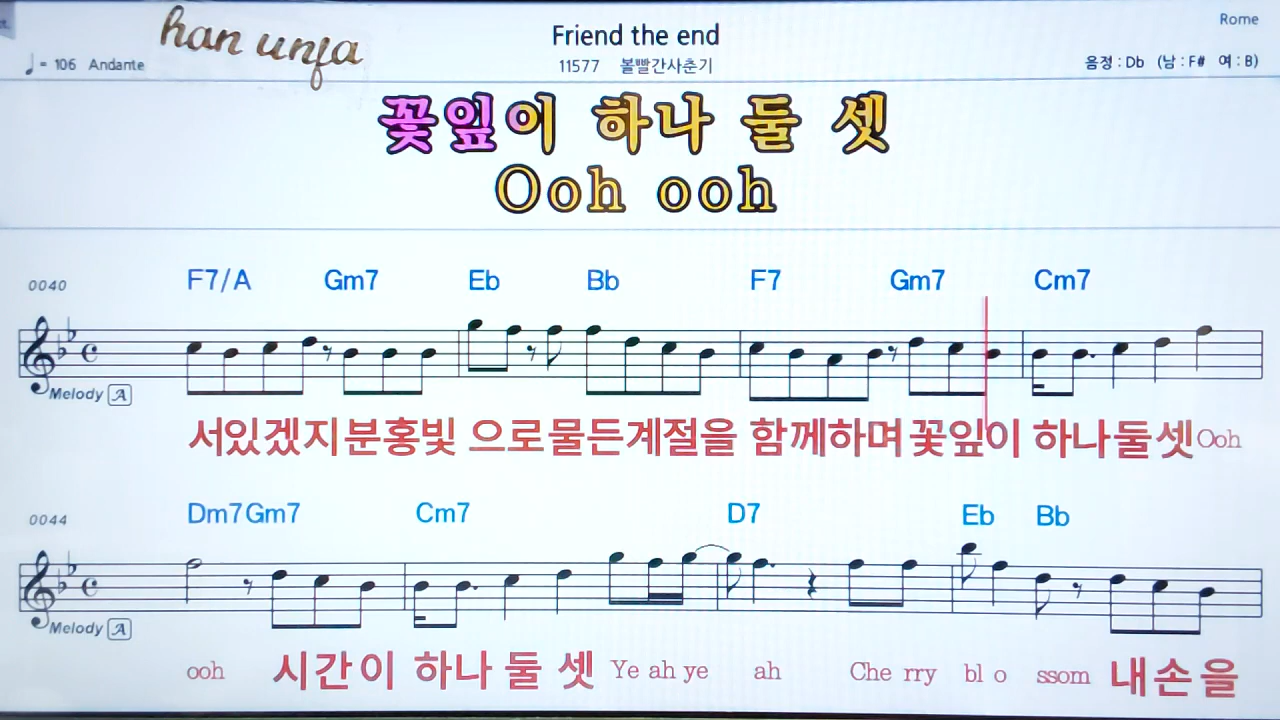 han unfa
Friend the end
Rome
♩= 106 Andante
11577 볼빨간사춘기
음정 : Db (남 : F# 여 : B)
꽃잎이 하나 둘 셋
Ooh ooh
0040 F7/A Gm7 Eb Bb F7 Gm7 Cm7
Melody A
서있겠지분홍빛 으로물든계절을 함께하며꽃잎이 하나둘셋Ooh
0044 Dm7Gm7 Cm7 D7 Eb Bb
Melody A
ooh 시간이 하나 둘 셋 Ye ah ye ah Che rry bl o ssom 내손을